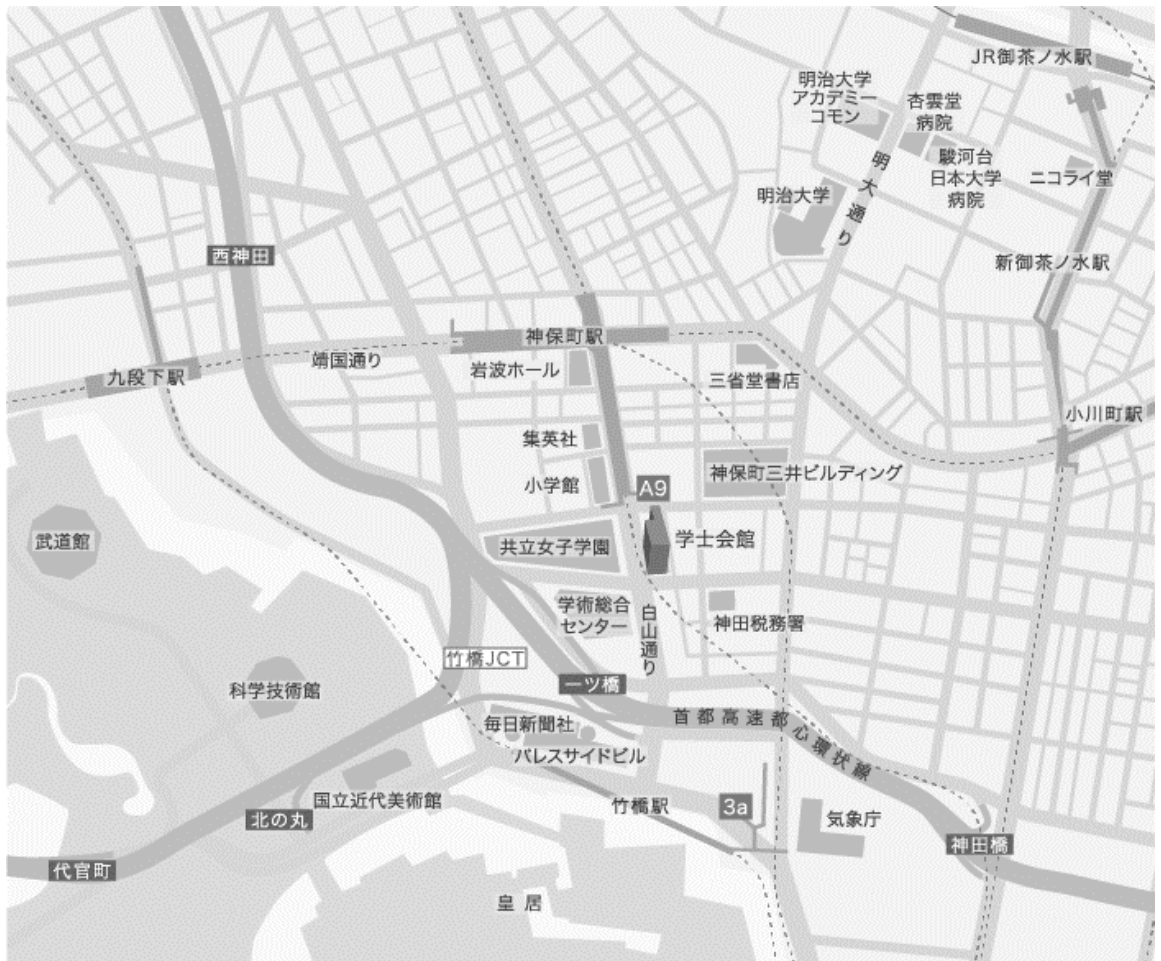 JR御茶ノ水駅
明治大学
アカデミー
コモン
杏雲堂
病院
駿河台
日本大学
病院
ニコライ堂
明治大学
明大通り
西神田
新御茶ノ水駅
神保町駅
靖国通り
岩波ホール
九段下駅
三省堂書店
小川町駅
集英社
神保町三井ビルディング
小学館
A9
武道館
共立女子学園
学士会館
学術総合
センター
白山通り
神田税務署
竹橋JCT
一ツ橋
科学技術館
毎日新聞社
首都高速都心環状線
パレスサイドビル
国立近代美術館
竹橋駅
3a
気象庁
北の丸
神田橋
代官町
皇居